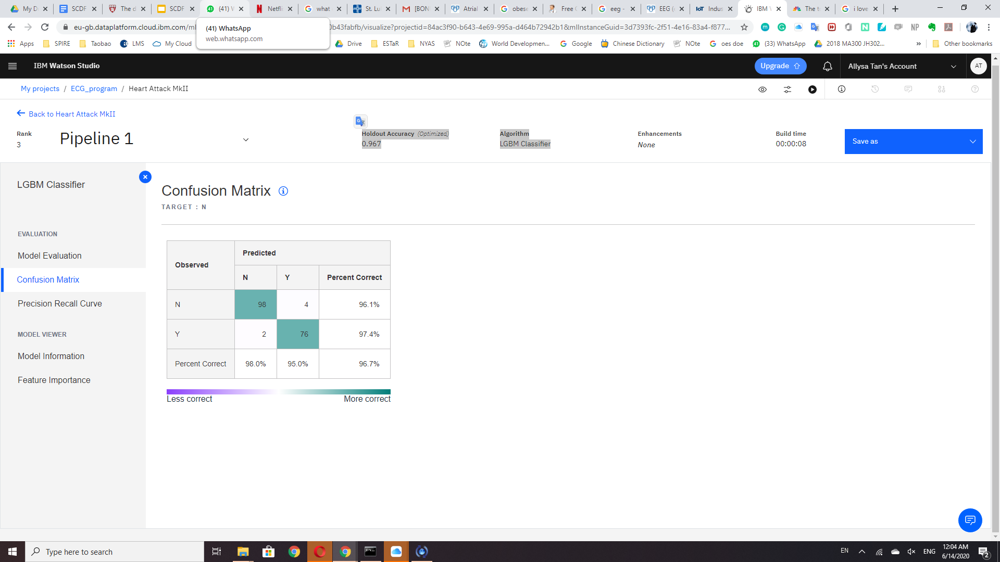 My D
SCDF
The d
SCDF
(41) W
Netfli
what
St. Lu
M [BON
Atrial
obese
Free
eeg -
EEG (
Indus
IBM
The t
i love
eu-gb.dataplatform.cloud.ibm.com/ml
0b43fabfb/visualize?projectid=84ac3f90-b643-4e69-995a-d464b72942b1&mlInstanceGuid=3d7393fc-2f51-4e16-83a4-f877...
(41) WhatsApp
web.whatsapp.com
Apps
SPIRE
Taobao
LMS
My Cloud
Drive
ESTaR
NYAS
NOte
World Developmen...
Google
Chinese Dictionary
NOte
oes doe
(33) WhatsApp
2018 MA300 JH302...
»
Other bookmarks
IBM Watson Studio
Upgrade
Allysa Tan's Account
AT
My projects / ECG_program / Heart Attack MkII
Back to Heart Attack MkII
Rank
3
Pipeline 1
Holdout Accuracy (Optimized)
0.967
Algorithm
LGBM Classifier
Enhancements
None
Build time
00:00:08
Save as
LGBM Classifier
EVALUATION
Model Evaluation
Confusion Matrix
Precision Recall Curve
MODEL VIEWER
Model Information
Feature Importance
Confusion Matrix
TARGET : N
Observed
Predicted
N Y Percent Correct
N 98 4 96.1%
Y 2 76 97.4%
Percent Correct 98.0% 95.0% 96.7%
Less correct More correct
Type here to search
EN
ENG
12:04 AM
6/14/2020
2